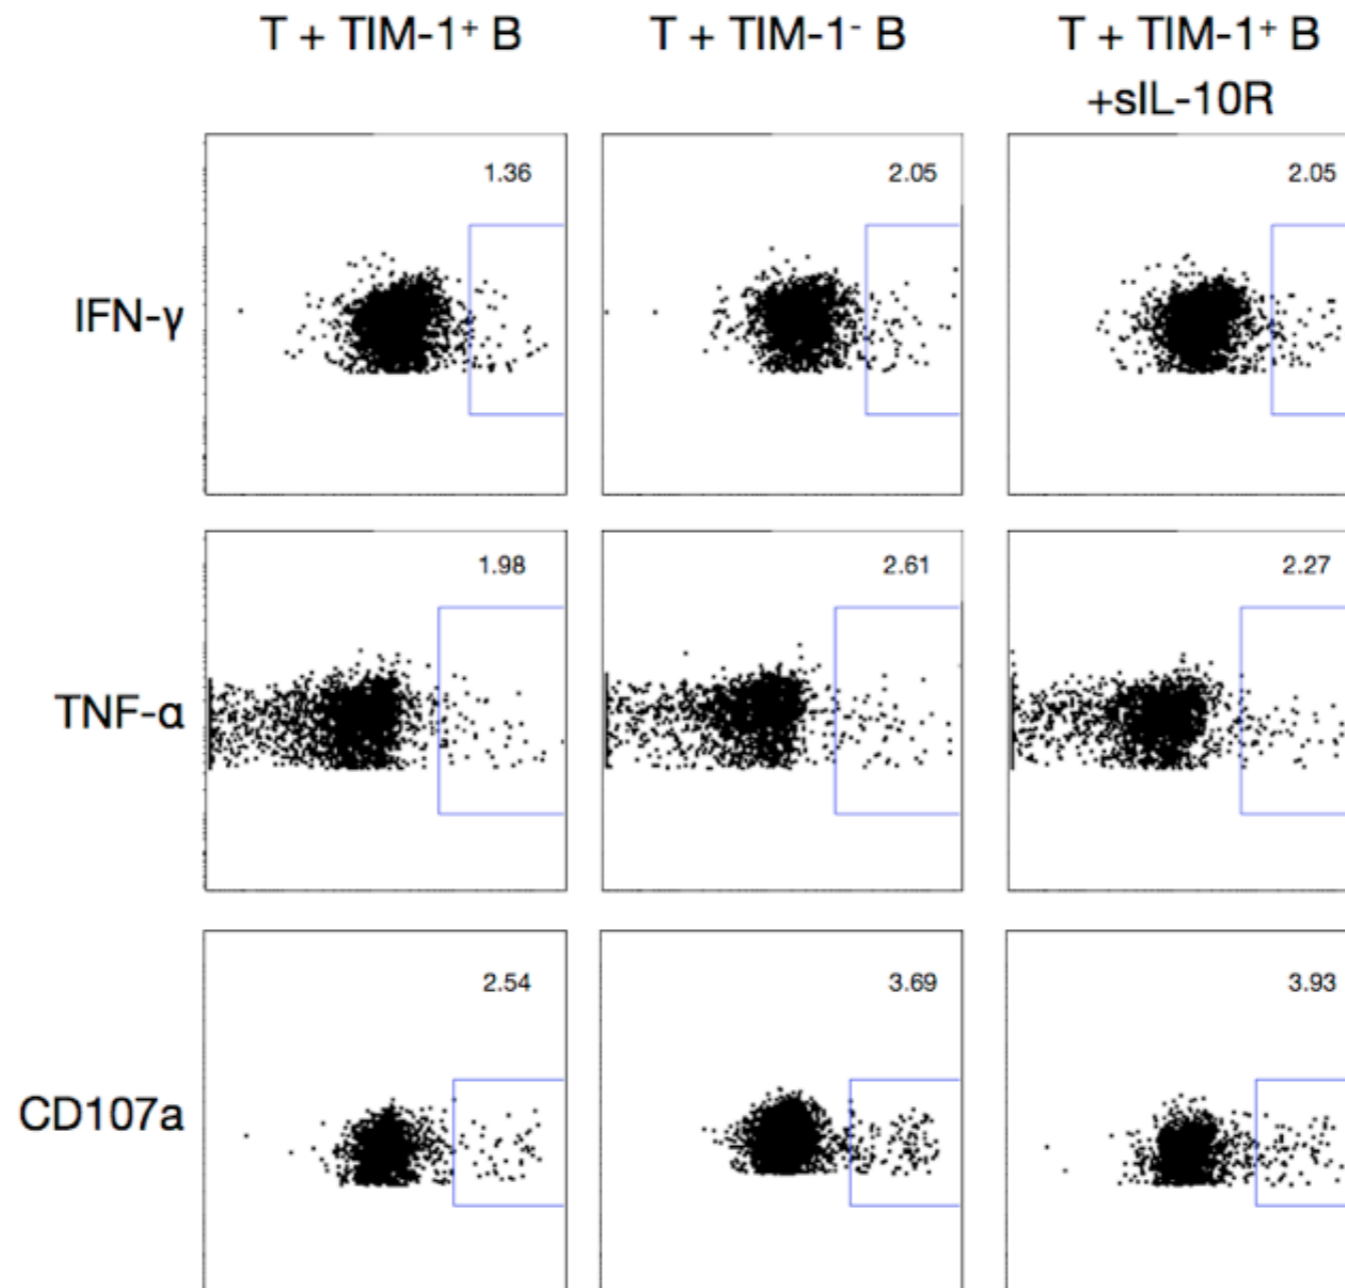 T + TIM-1⁺ B T + TIM-1⁻ B T + TIM-1⁺ B
+sIL-10R
IFN-γ 1.36 2.05 2.05
TNF-α 1.98 2.61 2.27
CD107a 2.54 3.69 3.93